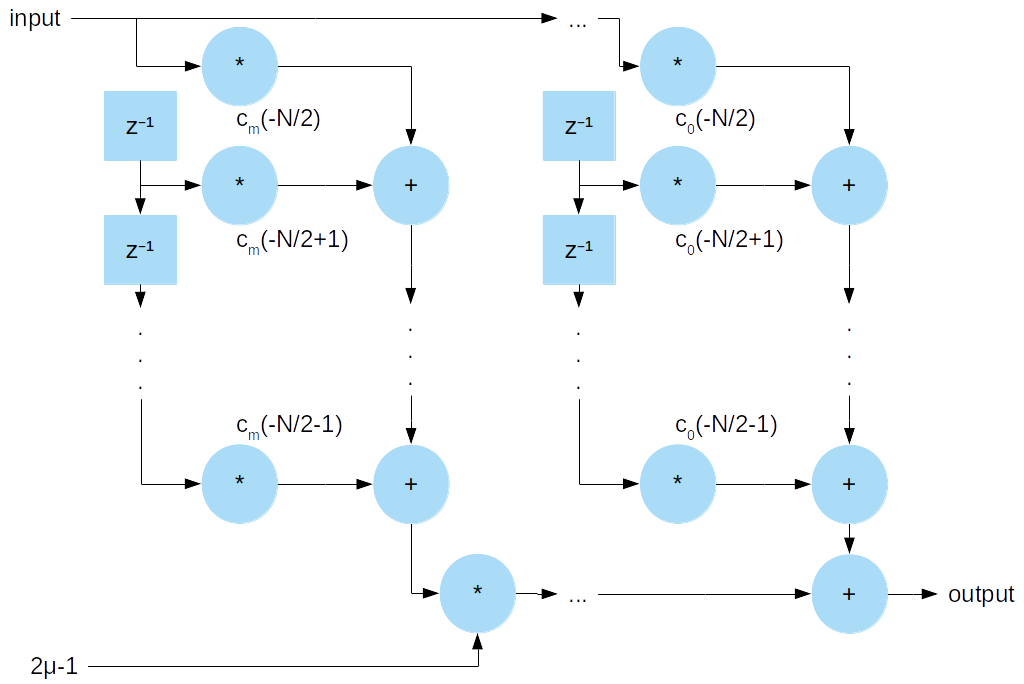 input ...
* *
z⁻¹ cₘ(-N/2) z⁻¹ c₀(-N/2)
* + * +
cₘ(-N/2+1) c₀(-N/2+1)
z⁻¹ z⁻¹
. . . .
. . . .
. . . .
cₘ(-N/2-1) c₀(-N/2-1)
* + * +
* ... + output
2μ-1